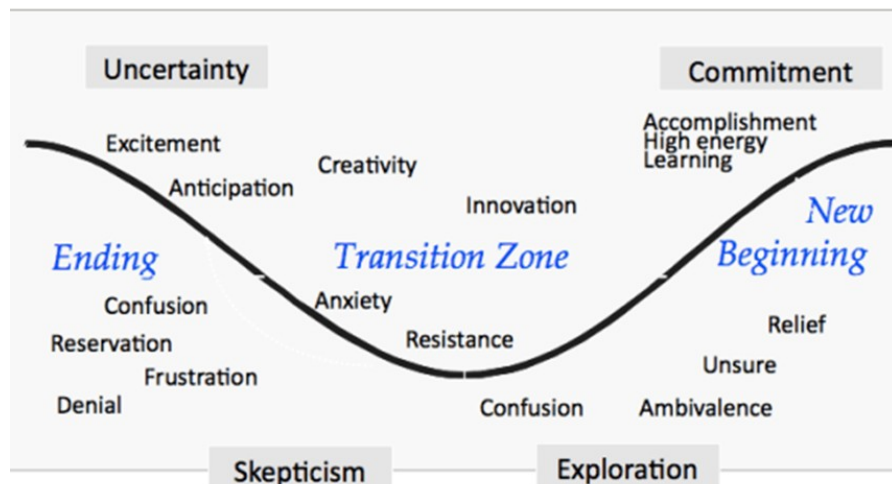 Uncertainty
Commitment
Excitement
Accomplishment
High energy
Learning
Creativity
Anticipation
Innovation
New
Beginning
Ending
Transition Zone
Confusion
Anxiety
Relief
Reservation
Resistance
Unsure
Frustration
Denial
Confusion
Ambivalence
Skepticism
Exploration